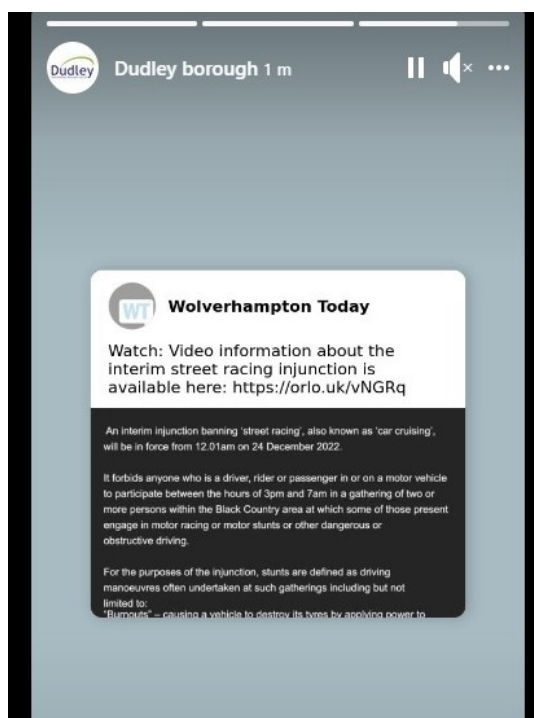 Dudley
Dudley borough 1 m
WT
Wolverhampton Today
Watch: Video information about the
interim street racing injunction is
available here: https://orlo.uk/vNGRq
An interim injunction banning 'street racing', also known as 'car cruising',
will be in force from 12.01am on 24 December 2022.
It forbids anyone who is a driver, rider or passenger in or on a motor vehicle
to participate between the hours of 3pm and 7am in a gathering of two or
more persons within the Black Country area at which some of those present
engage in motor racing or motor stunts or other dangerous or
obstructive driving.
For the purposes of the injunction, stunts are defined as driving
manoeuvres often undertaken at such gatherings including but not
limited to:
"Burnouts" – causing a vehicle to destroy its tyres by applying power to